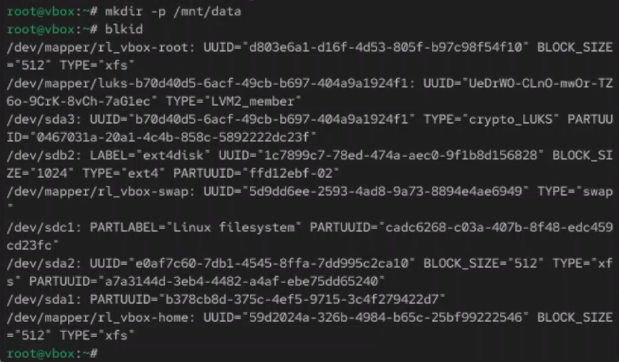 root@vbox:~# mkdir -p /mnt/data
root@vbox:~# blkid
/dev/mapper/rl_vbox-root: UUID="d803e6a1-d16f-4d53-805f-b97c98f54f10" BLOCK_SIZE
="512" TYPE="xfs"
/dev/mapper/luks-b70d40d5-6acf-49cb-b697-404a9a1924f1: UUID="UeDrWO-CLnO-mwOr-TZ
6o-9CrK-8vCh-7aG1ec" TYPE="LVM2_member"
/dev/sda3: UUID="b70d40d5-6acf-49cb-b697-404a9a1924f1" TYPE="crypto_LUKS" PARTUU
ID="0467031a-20a1-4c4b-858c-5892222dc23f"
/dev/sdb2: LABEL="ext4disk" UUID="1c7899c7-78ed-474a-aec0-9f1b8d156828" BLOCK_SI
ZE="1024" TYPE="ext4" PARTUUID="ffd12ebf-02"
/dev/mapper/rl_vbox-swap: UUID="5d9dd6ee-2593-4ad8-9a73-8894e4ae6949" TYPE="swap
"
/dev/sdc1: PARTLABEL="Linux filesystem" PARTUUID="cadc6268-c03a-407b-8f48-edc459
cd23fc"
/dev/sda2: UUID="e0af7c60-7db1-4545-8ffa-7dd995c2ca10" BLOCK_SIZE="512" TYPE="xf
s" PARTUUID="a7a3144d-3eb4-4482-a4af-ebe75dd65240"
/dev/sda1: PARTUUID="b378cb8d-375c-4ef5-9715-3c4f279422d7"
/dev/mapper/rl_vbox-home: UUID="59d2024a-326b-4984-b65c-25bf99222546" BLOCK_SIZE
="512" TYPE="xfs"
root@vbox:~#